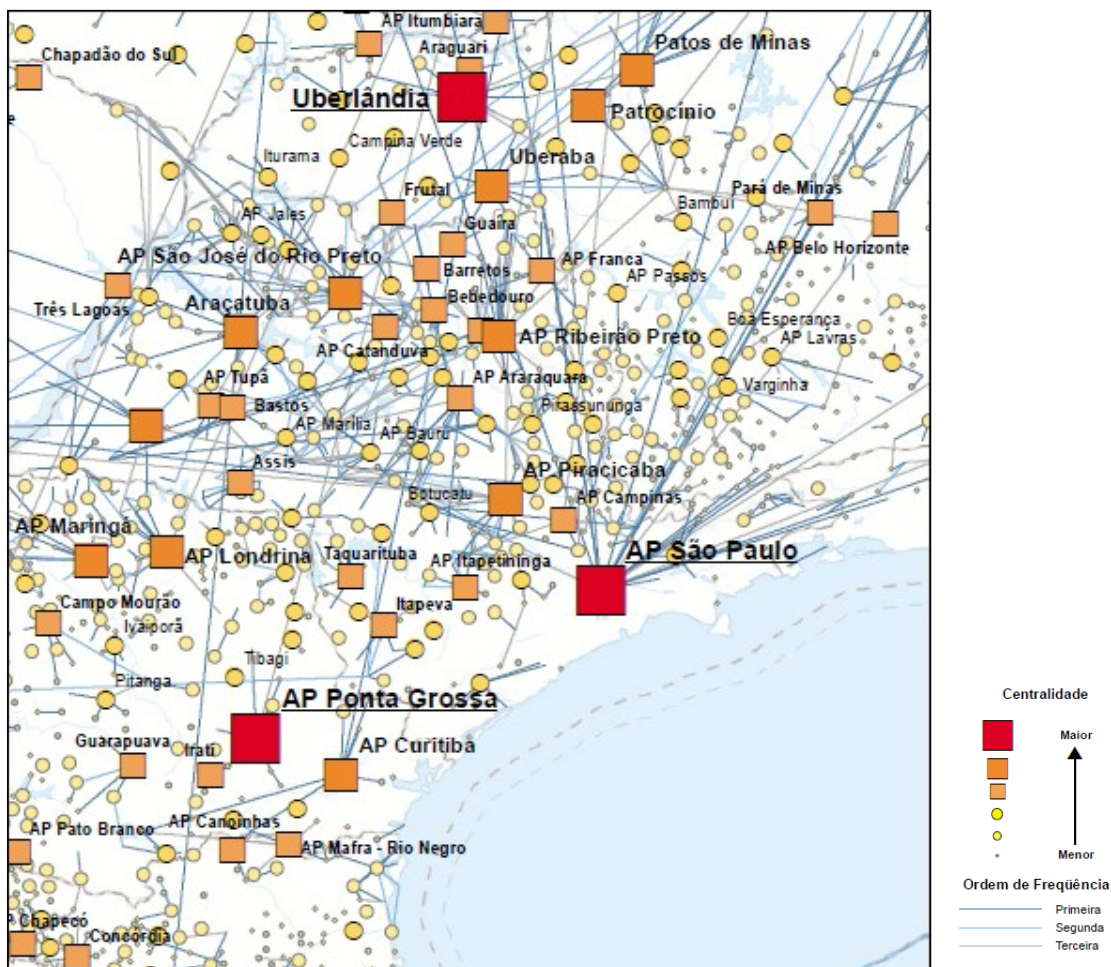 AP Itumbiara
Chapadão do Sul
Araguari
Patos de Minas
Uberlândia
Patrocínio
Campina Verde
Iturama
Uberaba
Frutal
Pará de Minas
AP Jales
Bambuí
Guaíra
AP Belo Horizonte
AP São José do Rio Preto
Barretos
AP Franca
AP Passos
Três Lagoas
Araçatuba
Bebedouro
Boa Esperança
AP Ribeirão Preto
AP Lavras
AP Catanduva
AP Tupã
AP Araraquara
Varginha
Bastos
Pirassununga
AP Marília
AP Bauru
Assis
AP Piracicaba
Botucatu
AP Campinas
AP Maringá
AP Londrina
Taquarituba
AP Itapetininga
AP São Paulo
Campo Mourão
Itapeva
Ivaiporã
Tibagi
Pitanga
AP Ponta Grossa
Guarapuava
Irati
AP Curitiba
AP Pato Branco
AP Canoinhas
AP Mafra - Rio Negro
P Chapecó
Concórdia
Centralidade
Maior
Menor
Ordem de Freqüência
Primeira
Segunda
Terceira